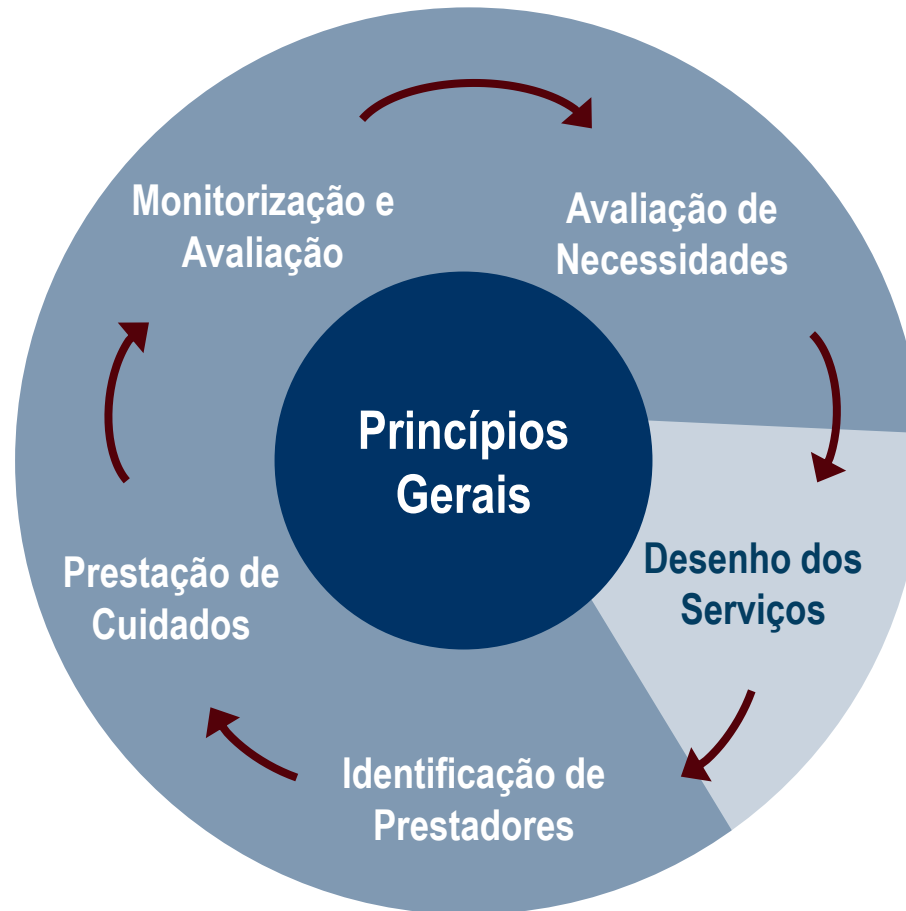 Monitorização e
Avaliação
Avaliação de
Necessidades
Princípios
Gerais
Desenho dos
Serviços
Prestação de
Cuidados
Identificação de
Prestadores